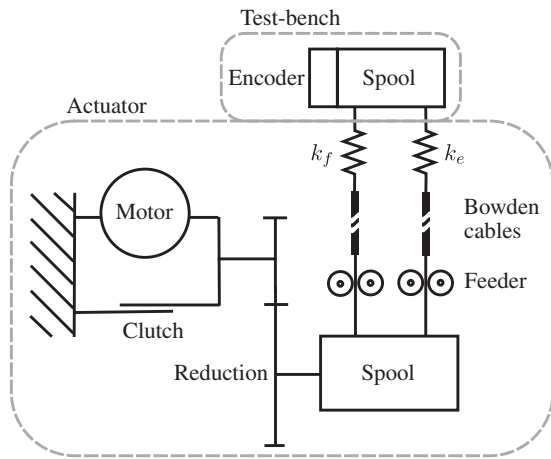 Test-bench
Encoder
Spool
Actuator
k_f
k_e
Motor
Bowden
cables
Feeder
Clutch
Reduction
Spool